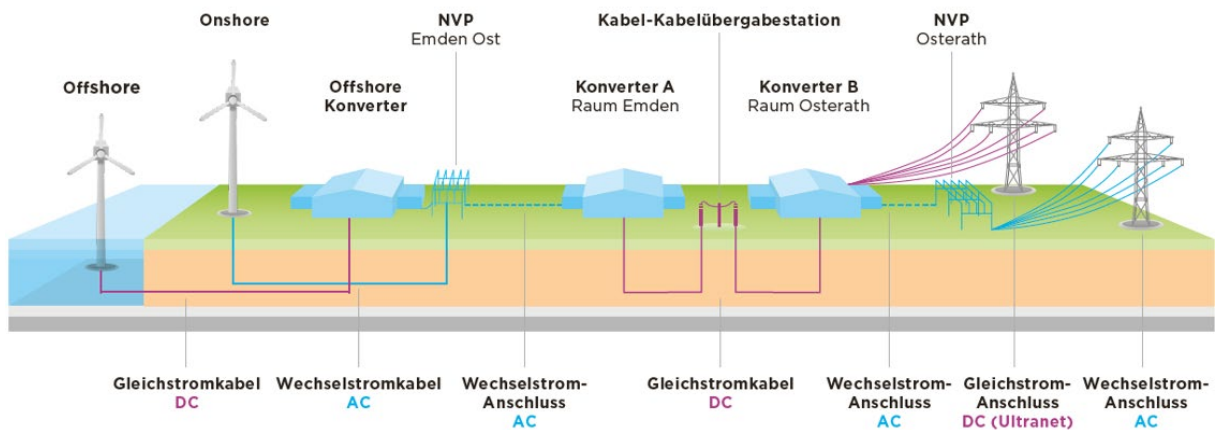 Offshore
Onshore
Offshore
Konverter
NVP
Emden Ost
Konverter A
Raum Emden
Kabel-Kabelübergabestation
Konverter B
Raum Osterath
NVP
Osterath
Gleichstromkabel
DC
Wechselstromkabel
AC
Wechselstrom-
Anschluss
AC
Gleichstromkabel
DC
Wechselstrom-
Anschluss
AC
Gleichstrom-
Anschluss
DC (Ultranet)
Wechselstrom-
Anschluss
AC